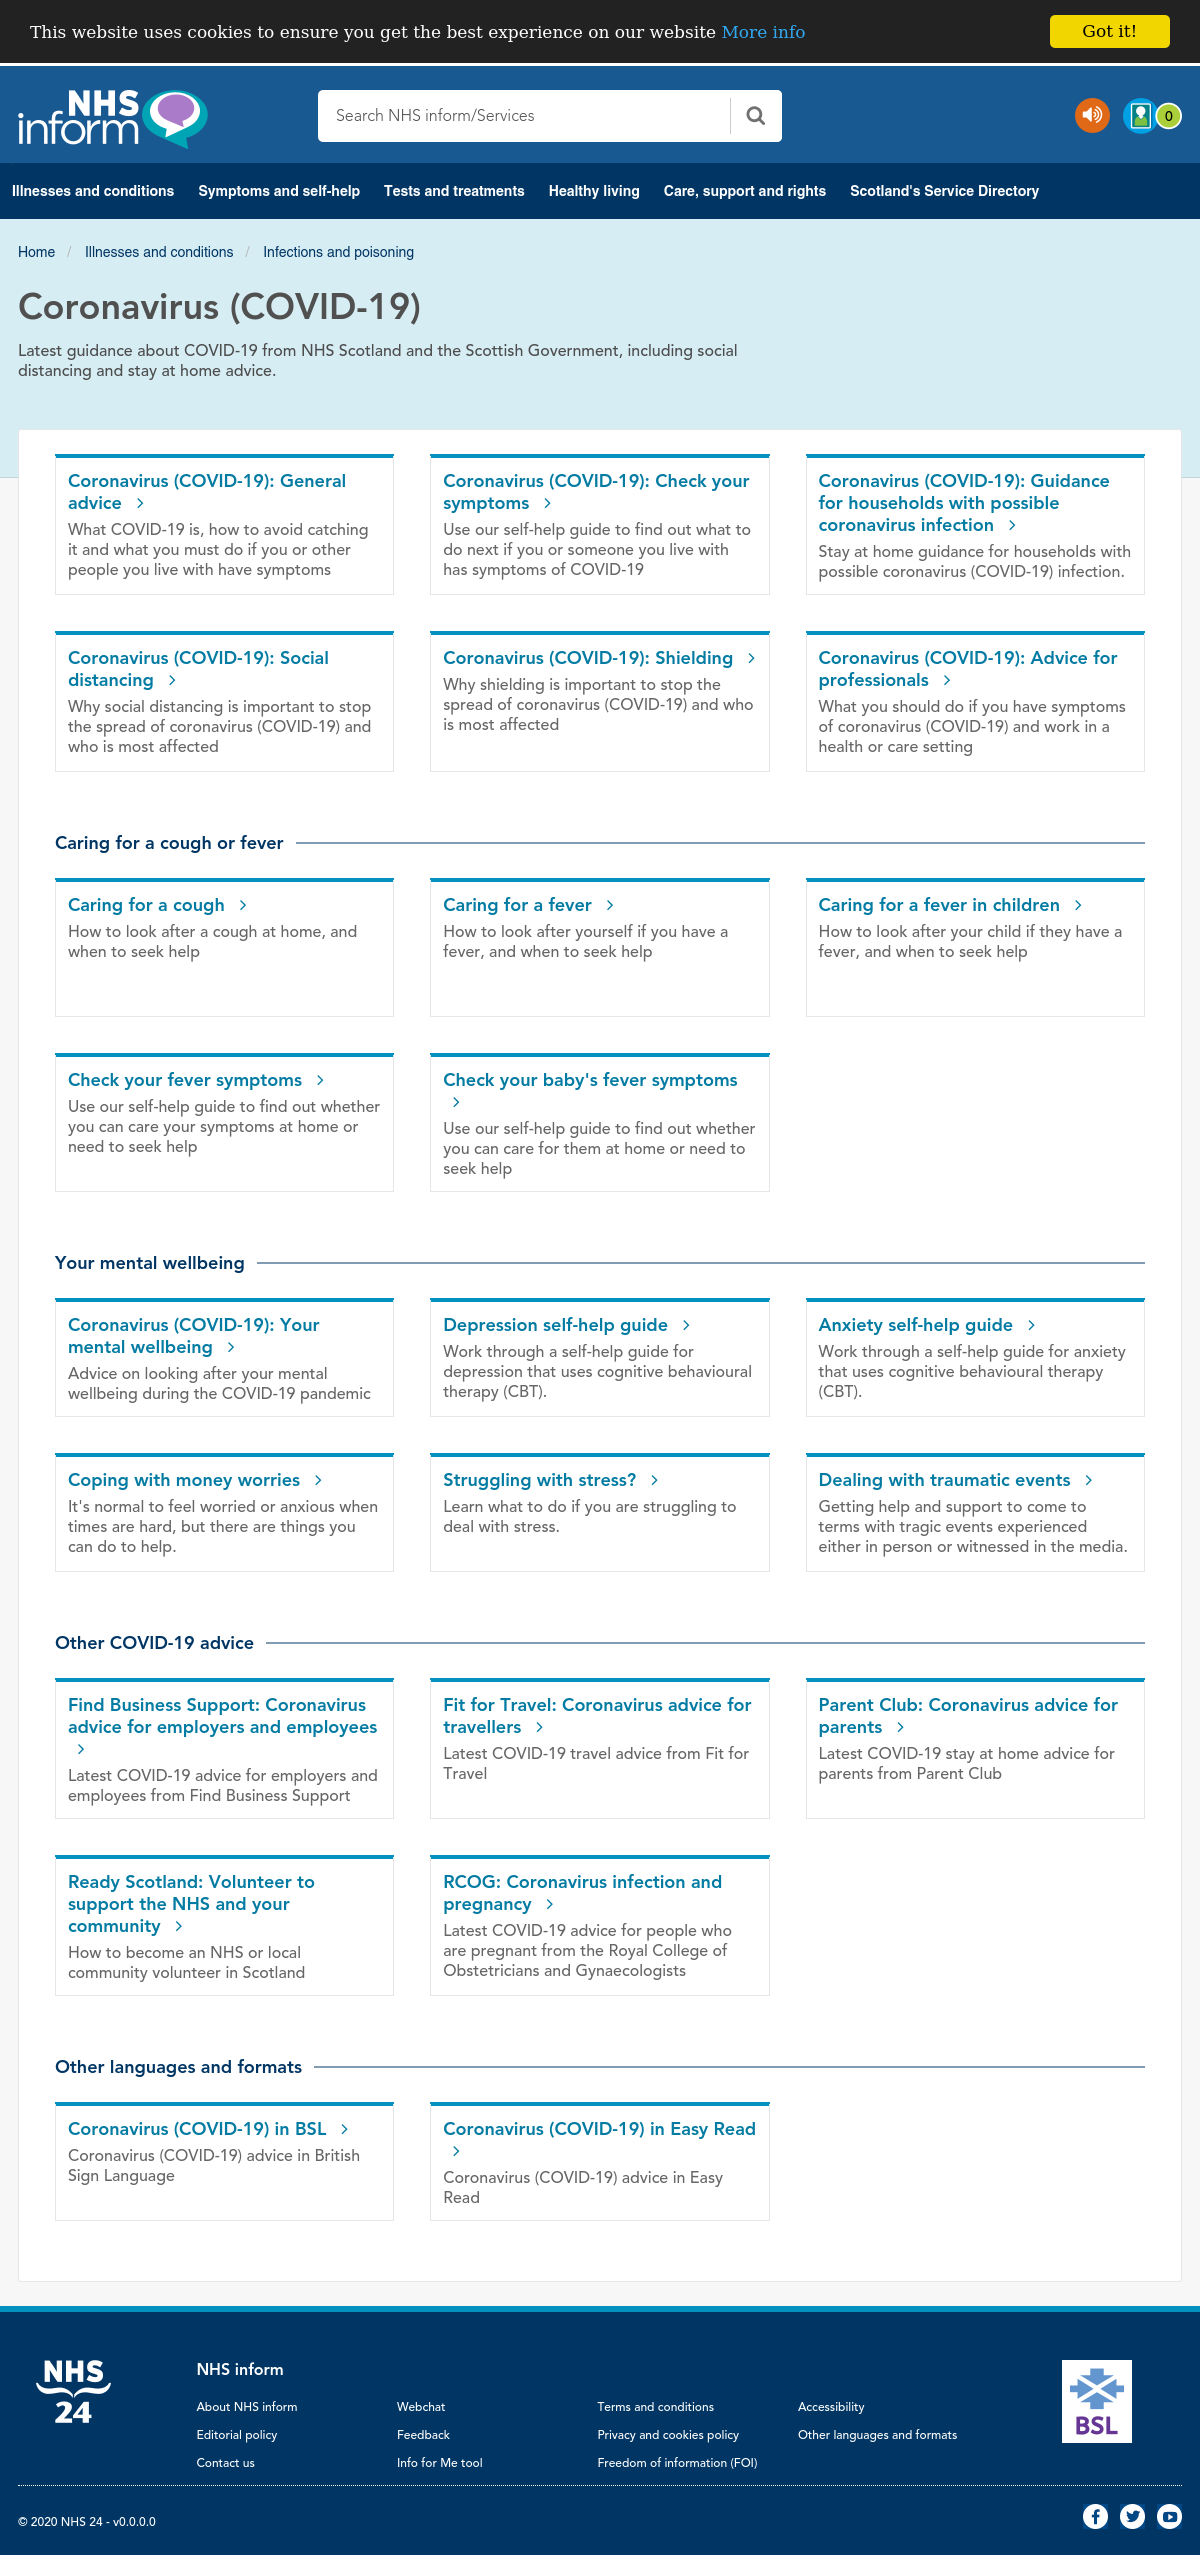 This website uses cookies to ensure you get the best experience on our website More info
Got it!
NHS
inform
Search NHS inform/Services
0
Illnesses and conditions Symptoms and self-help Tests and treatments Healthy living Care, support and rights Scotland's Service Directory
Home / Illnesses and conditions / Infections and poisoning
Coronavirus (COVID-19)
Latest guidance about COVID-19 from NHS Scotland and the Scottish Government, including social
distancing and stay at home advice.
Coronavirus (COVID-19): General
advice
What COVID-19 is, how to avoid catching
it and what you must do if you or other
people you live with have symptoms
Coronavirus (COVID-19): Check your
symptoms
Use our self-help guide to find out what to
do next if you or someone you live with
has symptoms of COVID-19
Coronavirus (COVID-19): Guidance
for households with possible
coronavirus infection
Stay at home guidance for households with
possible coronavirus (COVID-19) infection.
Coronavirus (COVID-19): Social
distancing
Why social distancing is important to stop
the spread of coronavirus (COVID-19) and
who is most affected
Coronavirus (COVID-19): Shielding
Why shielding is important to stop the
spread of coronavirus (COVID-19) and who
is most affected
Coronavirus (COVID-19): Advice for
professionals
What you should do if you have symptoms
of coronavirus (COVID-19) and work in a
health or care setting
Caring for a cough or fever
Caring for a cough
How to look after a cough at home, and
when to seek help
Caring for a fever
How to look after yourself if you have a
fever, and when to seek help
Caring for a fever in children
How to look after your child if they have a
fever, and when to seek help
Check your fever symptoms
Use our self-help guide to find out whether
you can care your symptoms at home or
need to seek help
Check your baby's fever symptoms
Use our self-help guide to find out whether
you can care for them at home or need to
seek help
Your mental wellbeing
Coronavirus (COVID-19): Your
mental wellbeing
Advice on looking after your mental
wellbeing during the COVID-19 pandemic
Depression self-help guide
Work through a self-help guide for
depression that uses cognitive behavioural
therapy (CBT).
Anxiety self-help guide
Work through a self-help guide for anxiety
that uses cognitive behavioural therapy
(CBT).
Coping with money worries
It's normal to feel worried or anxious when
times are hard, but there are things you
can do to help.
Struggling with stress?
Learn what to do if you are struggling to
deal with stress.
Dealing with traumatic events
Getting help and support to come to
terms with tragic events experienced
either in person or witnessed in the media.
Other COVID-19 advice
Find Business Support: Coronavirus
advice for employers and employees
Latest COVID-19 advice for employers and
employees from Find Business Support
Fit for Travel: Coronavirus advice for
travellers
Latest COVID-19 travel advice from Fit for
Travel
Parent Club: Coronavirus advice for
parents
Latest COVID-19 stay at home advice for
parents from Parent Club
Ready Scotland: Volunteer to
support the NHS and your
community
How to become an NHS or local
community volunteer in Scotland
RCOG: Coronavirus infection and
pregnancy
Latest COVID-19 advice for people who
are pregnant from the Royal College of
Obstetricians and Gynaecologists
Other languages and formats
Coronavirus (COVID-19) in BSL
Coronavirus (COVID-19) advice in British
Sign Language
Coronavirus (COVID-19) in Easy Read
Coronavirus (COVID-19) advice in Easy
Read
NHS
24
NHS inform
About NHS inform
Editorial policy
Contact us
Webchat
Feedback
Info for Me tool
Terms and conditions
Privacy and cookies policy
Freedom of information (FOI)
Accessibility
Other languages and formats
BSL
© 2020 NHS 24 - v0.0.0.0